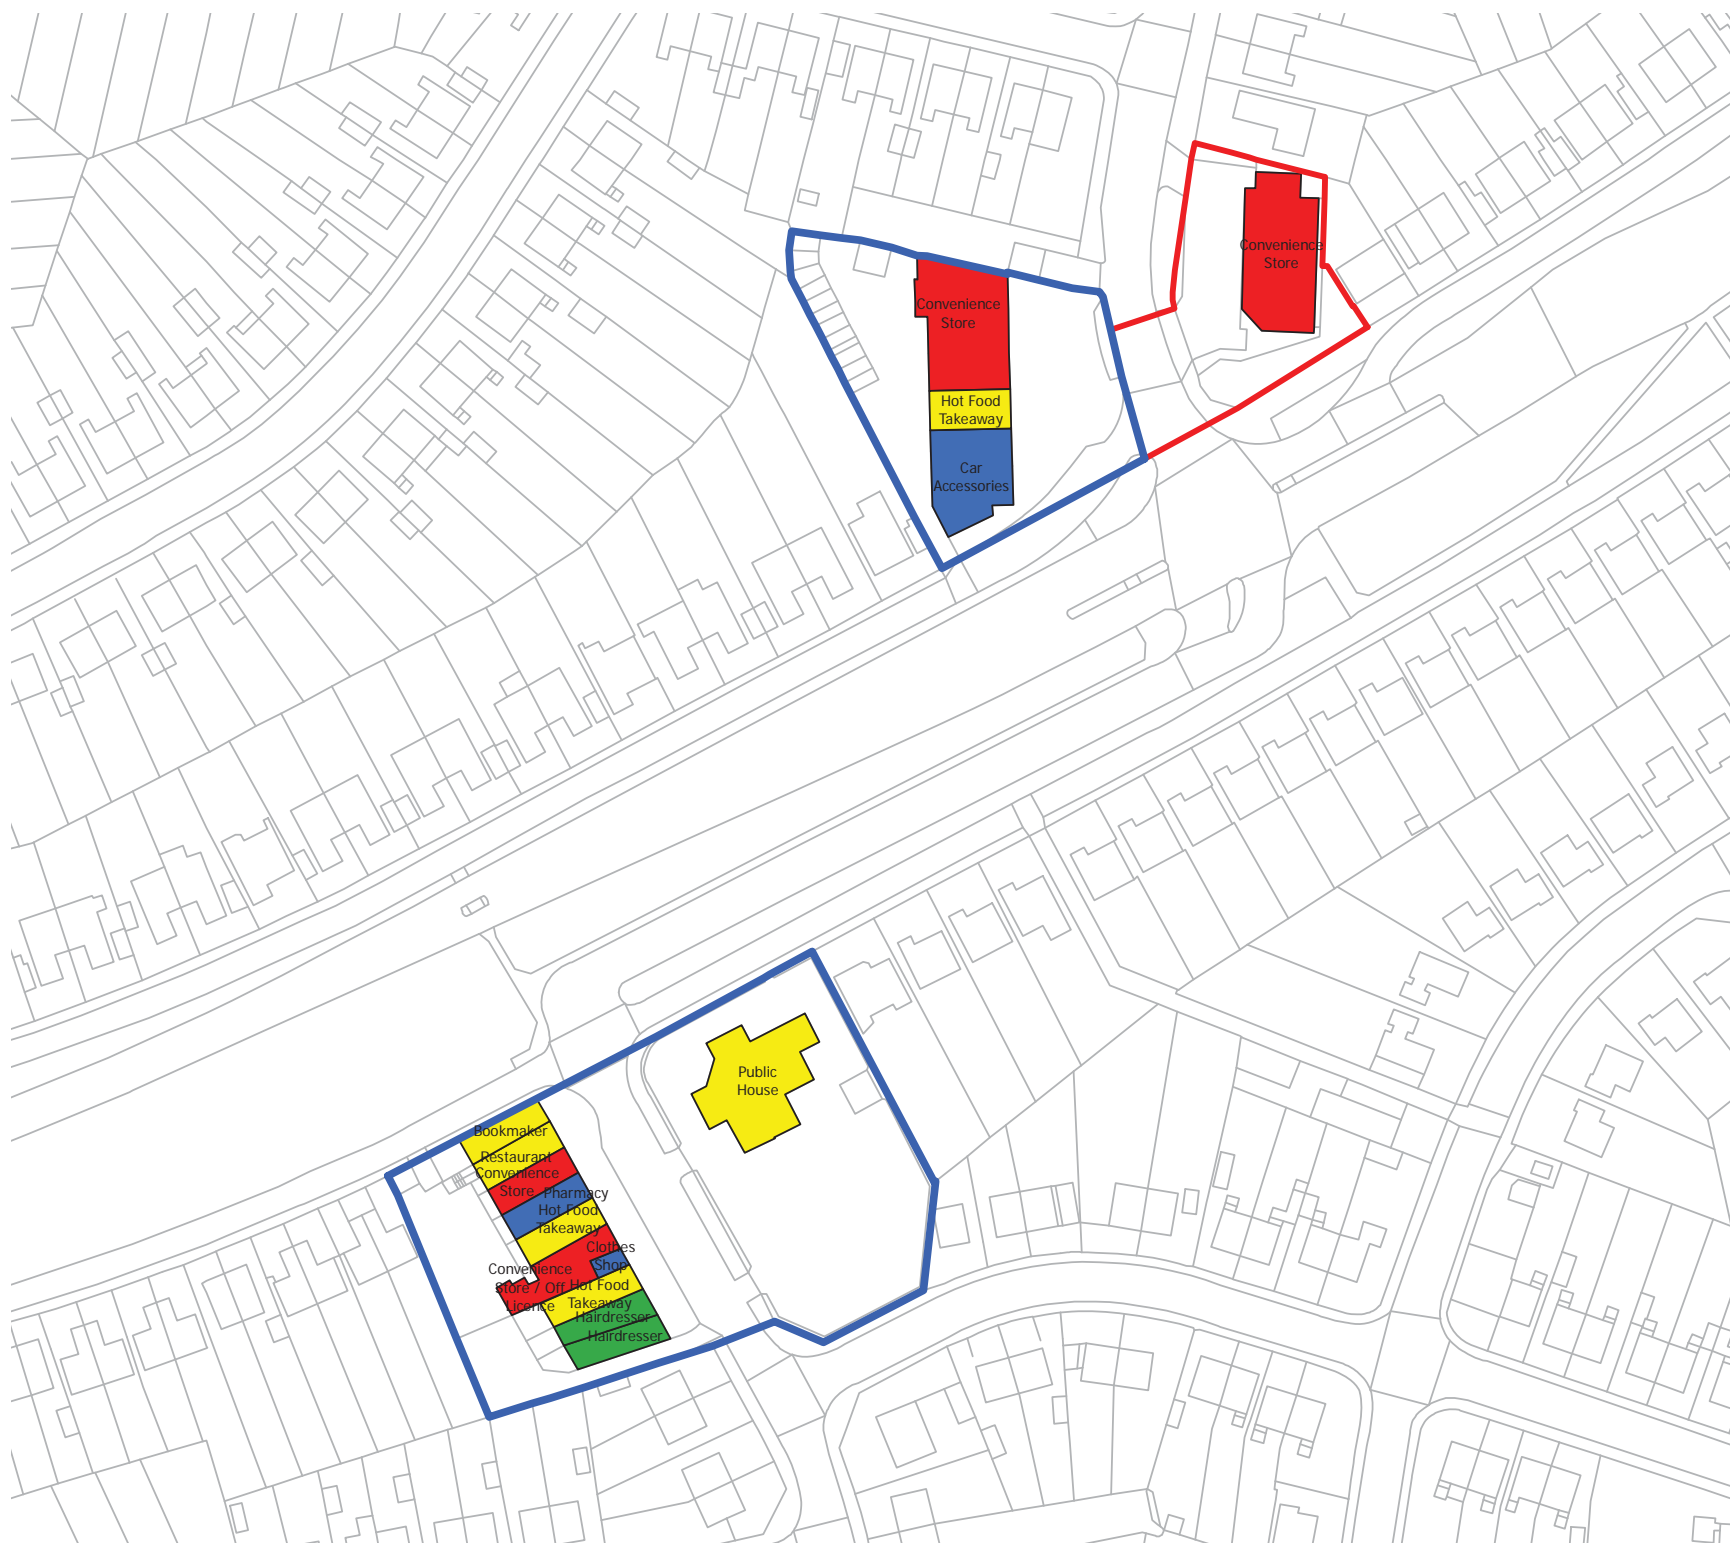 Convenience
Store
Convenience
Store
Hot Food
Takeaway
Car
Accessories
Public
House
Bookmaker
Restaurant
Convenience
Store
Pharmacy
Hot Food
Takeaway
Clothes
Shop
Convenience
Store / Off
Licence
Hot Food
Takeaway
Hairdresser
Hairdresser